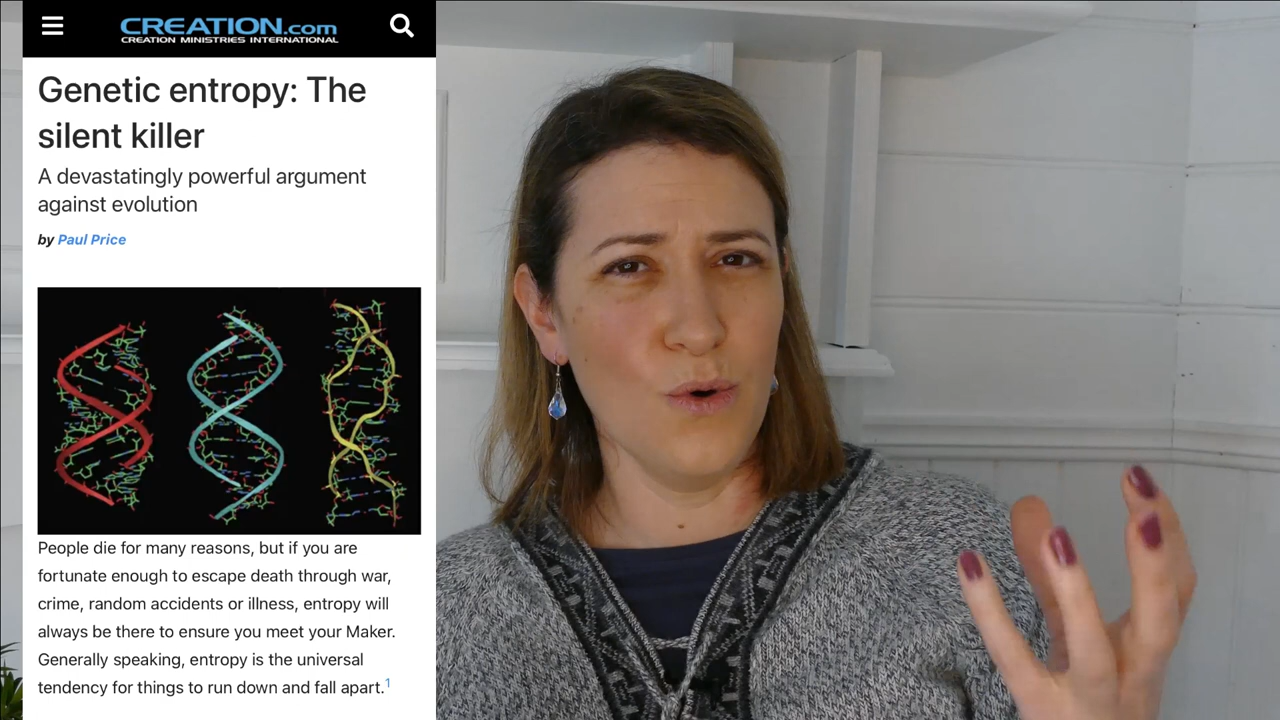 CREATION.com
CREATION MINISTRIES INTERNATIONAL
Genetic entropy: The
silent killer
A devastatingly powerful argument
against evolution
by Paul Price
People die for many reasons, but if you are
fortunate enough to escape death through war,
crime, random accidents or illness, entropy will
always be there to ensure you meet your Maker.
Generally speaking, entropy is the universal
tendency for things to run down and fall apart.1